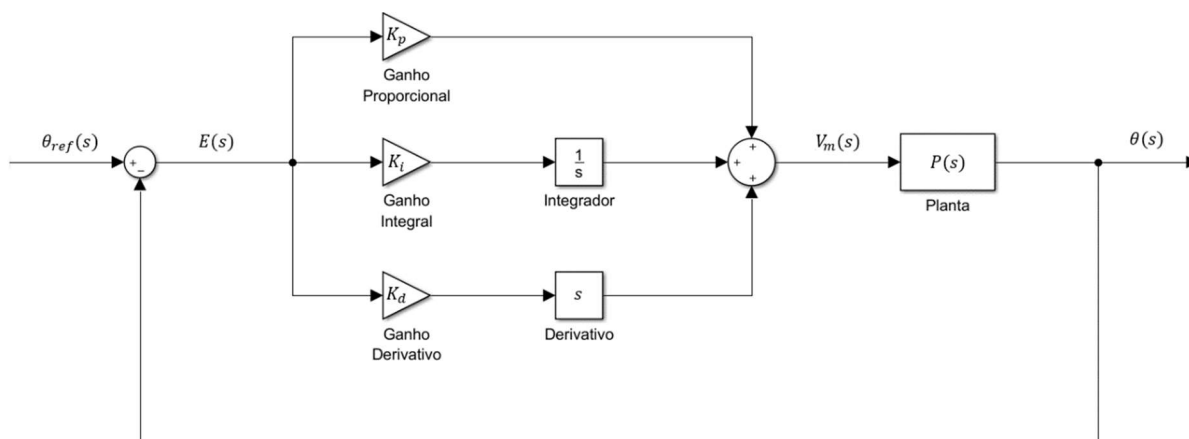 K_p
Ganho
Proporcional
θ_ref(s)
+
−
E(s)
K_i
Ganho
Integral
1
s
Integrador
+
+
+
V_m(s)
P(s)
Planta
θ(s)
K_d
Ganho
Derivativo
s
Derivativo